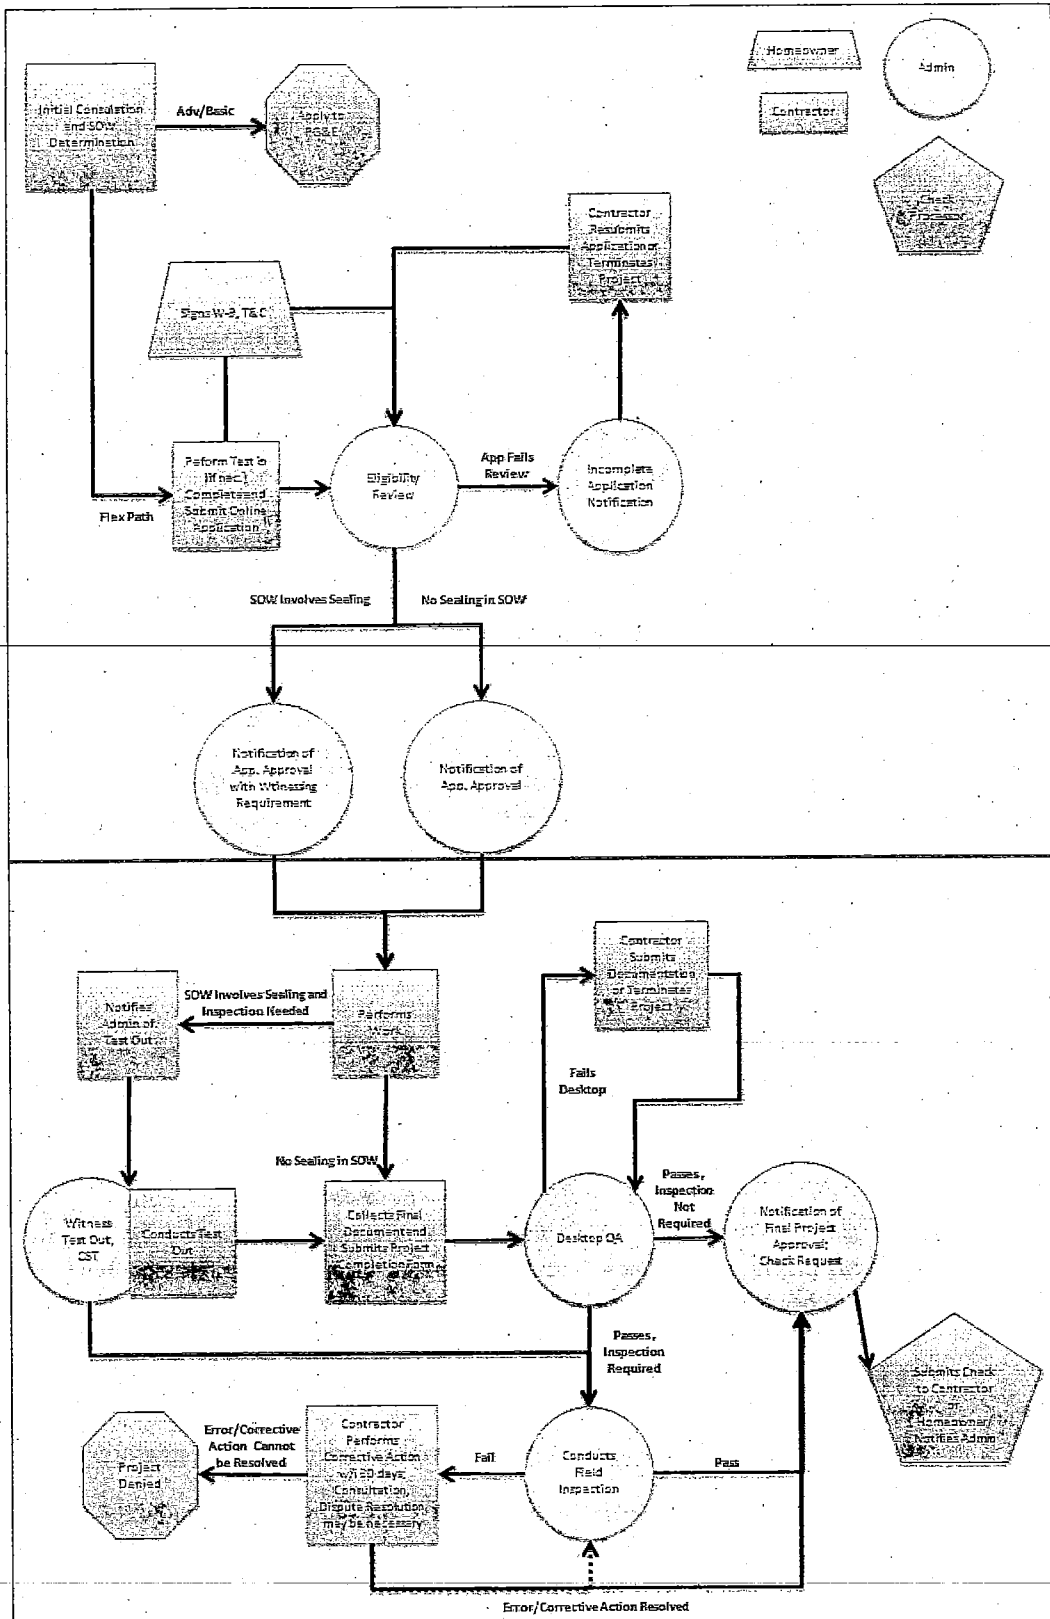 Homeowner
Admin
Contractor
Check
Processor
Initial Consulation
and SOW
Determination
Adv/Basic
Apply to
PG&E
Contractor
Resubmits
Application or
Terminates
Project
Signs W-9, T&C
Peform Test In
(if nec.)
Complete and
Submit Online
Application
Flex Path
Eligibility
Review
App Fails
Review
Incomplete
Application
Notification
SOW Involves Sealing
No Sealing in SOW
Notification of
App. Approval
with Witnessing
Requirement
Notification of
App. Approval
Contractor
Submits
Documentation
or Terminates
Project
Notifies
Admin of
Test Out
SOW Involves Sealing and
Inspection Needed
Performs
Work
Fails
Desktop
No Sealing in SOW
Witness
Test Out,
CST
Conducts Test
Out
Collects Final
Document and
Submits Project
Completion Form
Desktop QA
Passes,
Inspection
Not
Required
Notification of
Final Project
Approval;
Check Request
Passes,
Inspection
Required
Submits Check
to Contractor
or
Homeowner,
Notifies Admin
Project
Denied
Error/Corrective
Action Cannot
be Resolved
Contractor
Performs
Corrective Action
days;
Consultation,
Dispute Resolution
may be necessary
Fail
Conducts
Field
Inspection
Pass
Error/Corrective Action Resolved